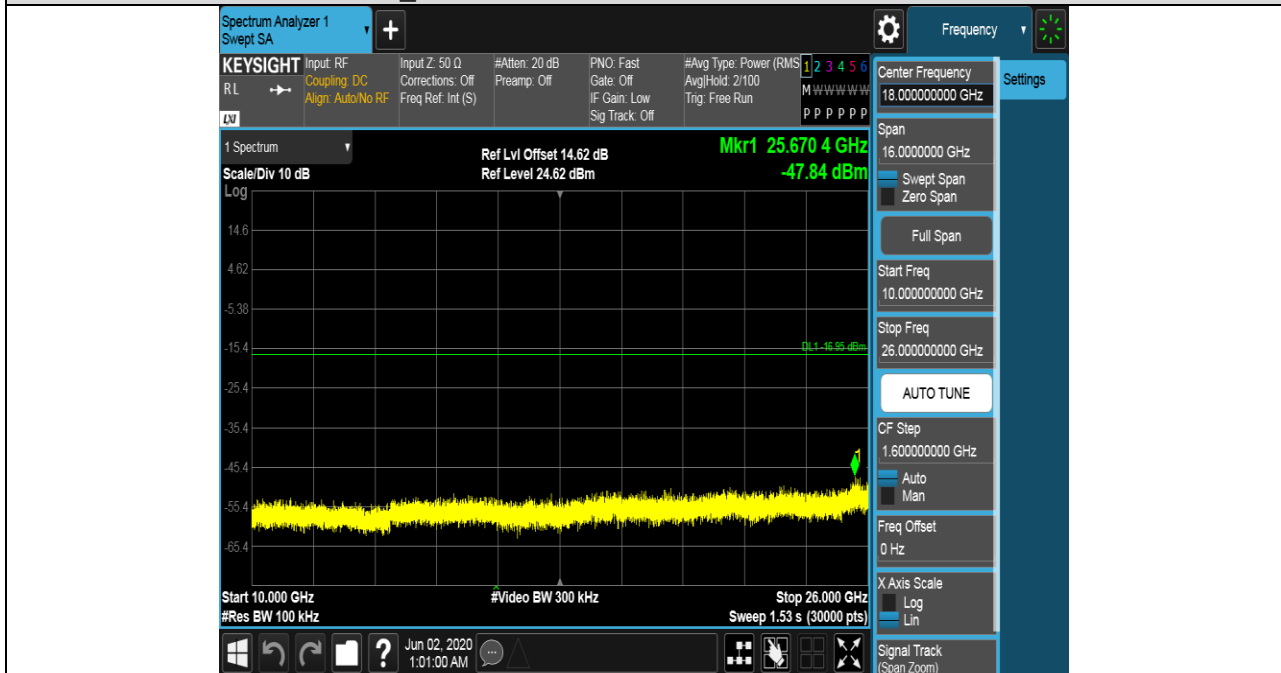 Spectrum Analyzer 1
Swept SA
+
Frequency
KEYSIGHT
RL
LXI
Input: RF
Coupling: DC
Align: Auto/No RF
Input Z: 50 Ω
Corrections: Off
Freq Ref: Int (S)
#Atten: 20 dB
Preamp: Off
PNO: Fast
Gate: Off
IF Gain: Low
Sig Track: Off
#Avg Type: Power (RMS
Avg|Hold: 2/100
Trig: Free Run
1 2 3 4 5 6
M W W W W W
P P P P P P
1 Spectrum
Scale/Div 10 dB
Ref Lvl Offset 14.62 dB
Ref Level 24.62 dBm
Mkr1 25.670 4 GHz
-47.84 dBm
Log
14.6
4.62
-5.38
-15.4
DL1 -16.95 dBm
-25.4
-35.4
-45.4
1
-55.4
-65.4
Start 10.000 GHz
#Video BW 300 kHz
Stop 26.000 GHz
#Res BW 100 kHz
Sweep 1.53 s (30000 pts)
?
Jun 02, 2020
1:01:00 AM
Center Frequency
18.000000000 GHz
Settings
Span
16.0000000 GHz
Swept Span
Zero Span
Full Span
Start Freq
10.000000000 GHz
Stop Freq
26.000000000 GHz
AUTO TUNE
CF Step
1.600000000 GHz
Auto
Man
Freq Offset
0 Hz
X Axis Scale
Log
Lin
Signal Track
(Span Zoom)